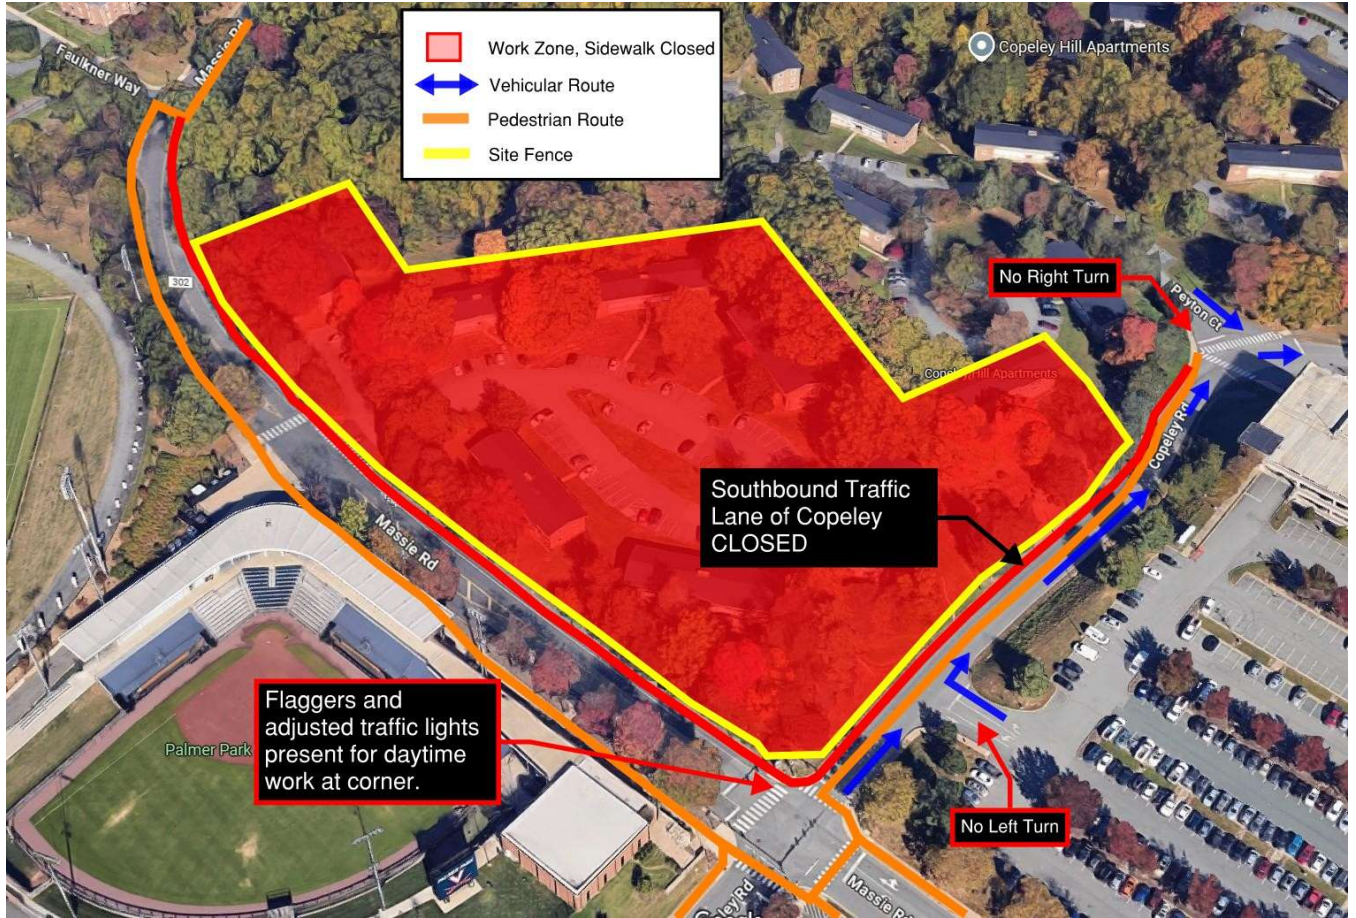 Work Zone, Sidewalk Closed
Vehicular Route
Pedestrian Route
Site Fence
Faulkner Way
Massie Rd
Copeley Hill Apartments
302
No Right Turn
Peyton Ct
Copeley Hill Apartments
Copeley Rd
Southbound Traffic
Lane of Copeley
CLOSED
Massie Rd
Flaggers and
adjusted traffic lights
present for daytime
work at corner.
Palmer Park
No Left Turn
Massie Rd